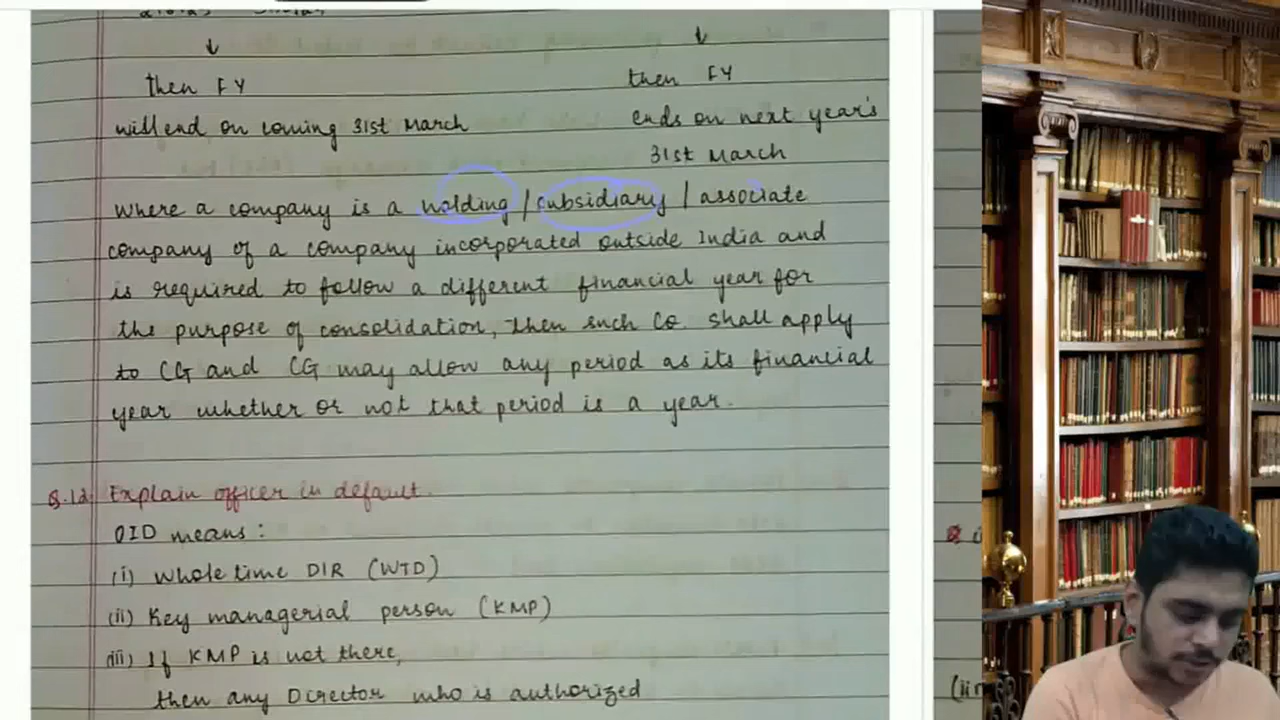 then FY
will end on coming 31st March
then FY
ends on next year's
31st March
Where a company is a holding / subsidiary / associate
company of a company incorporated outside India and
is required to follow a different financial year for
the purpose of consolidation, then such Co. shall apply
to CG and CG may allow any period as its financial
year whether or not that period is a year.
Q.12. Explain officer in default.
OID means:
(i) Whole time DIR (WTD)
(ii) Key managerial person (KMP)
(iii) If KMP is not there,
then any Director who is authorized